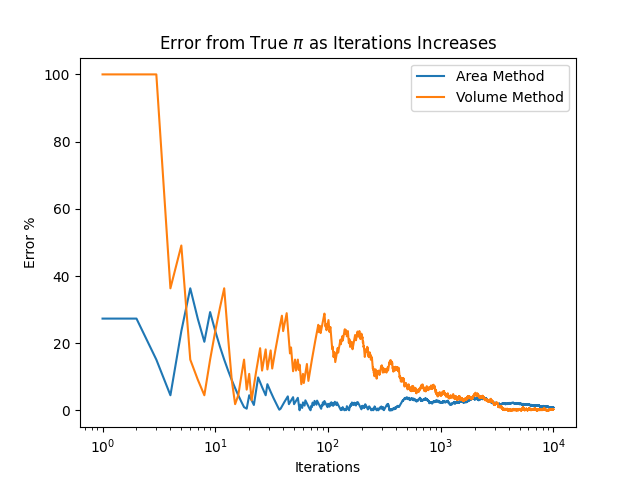 Error from True π as Iterations Increases
Area Method
Volume Method
Error %
100
80
60
40
20
0
10⁰
10¹
10²
10³
10⁴
Iterations